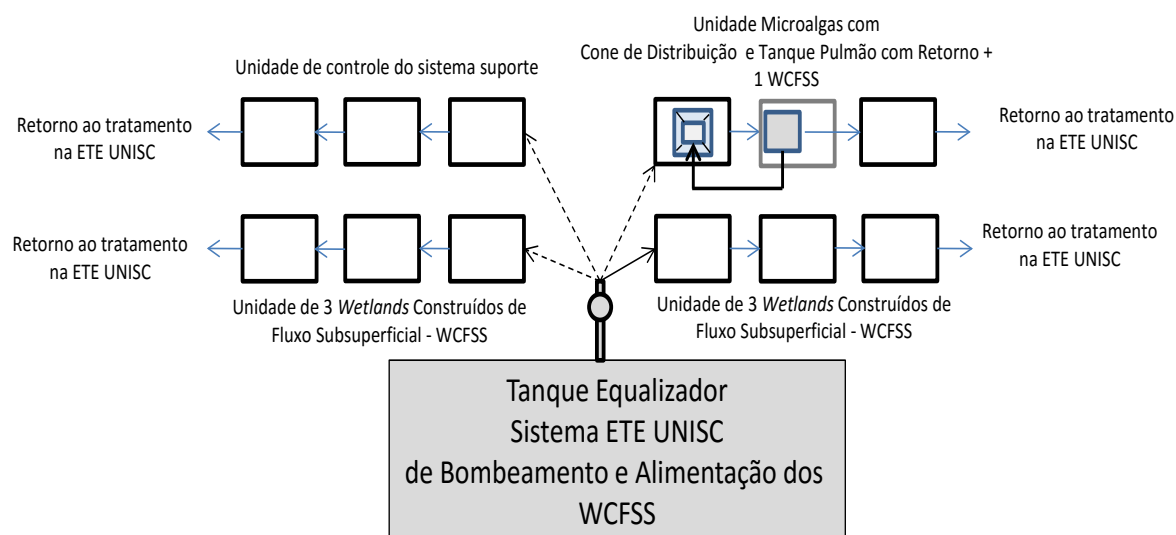 Unidade Microalgas com
Cone de Distribuição e Tanque Pulmão com Retorno +
1 WCFSS
Unidade de controle do sistema suporte
Retorno ao tratamento
na ETE UNISC
Retorno ao tratamento
na ETE UNISC
Retorno ao tratamento
na ETE UNISC
Retorno ao tratamento
na ETE UNISC
Unidade de 3 Wetlands Construídos de
Fluxo Subsuperficial - WCFSS
Unidade de 3 Wetlands Construídos de
Fluxo Subsuperficial - WCFSS
Tanque Equalizador
Sistema ETE UNISC
de Bombeamento e Alimentação dos
WCFSS